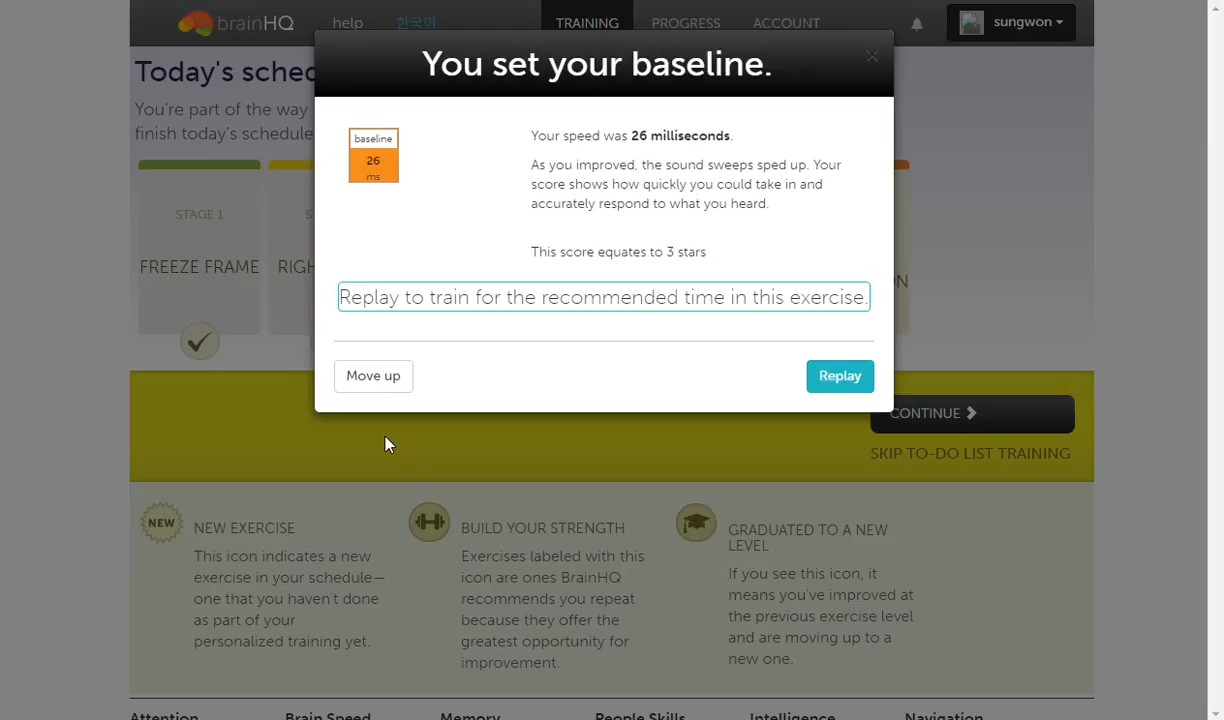 brainHQ help 한국어 TRAINING PROGRESS ACCOUNT sungwon
You set your baseline.
Today's sched
You're part of the way
finish today's schedule
baseline
26
ms
Your speed was 26 milliseconds.
As you improved, the sound sweeps sped up. Your
score shows how quickly you could take in and
accurately respond to what you heard.
This score equates to 3 stars
STAGE 1
S
FREEZE FRAME
RIGH
N
Replay to train for the recommended time in this exercise.
Move up
Replay
CONTINUE
SKIP TO-DO LIST TRAINING
NEW
NEW EXERCISE
This icon indicates a new
exercise in your schedule—
one that you haven't done
as part of your
personalized training yet.
BUILD YOUR STRENGTH
Exercises labeled with this
icon are ones BrainHQ
recommends you repeat
because they offer the
greatest opportunity for
improvement.
GRADUATED TO A NEW
LEVEL
If you see this icon, it
means you've improved at
the previous exercise level
and are moving up to a
new one.
Attention Brain Speed Memory People Skills Intelligence Navigation